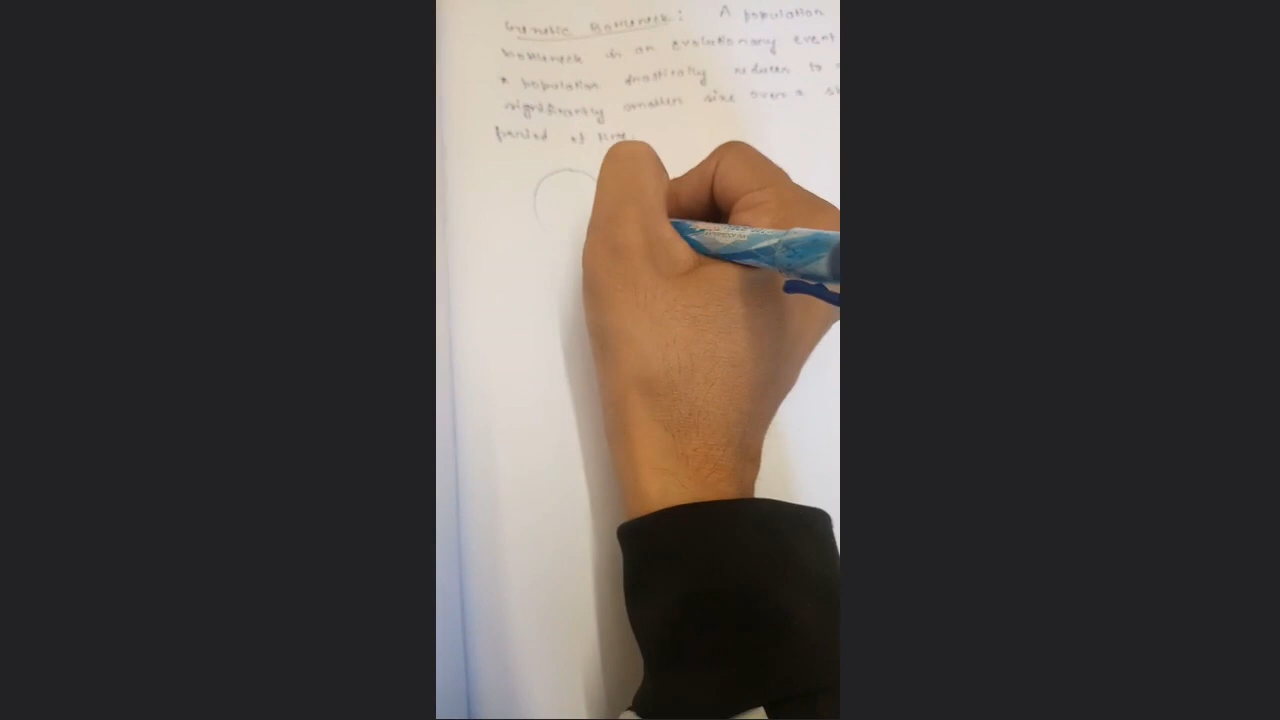 Genetic Bottleneck : A population
bottleneck is an evolutionary event
a population drastically reduces to a
significantly smaller size over a sh
period of time.